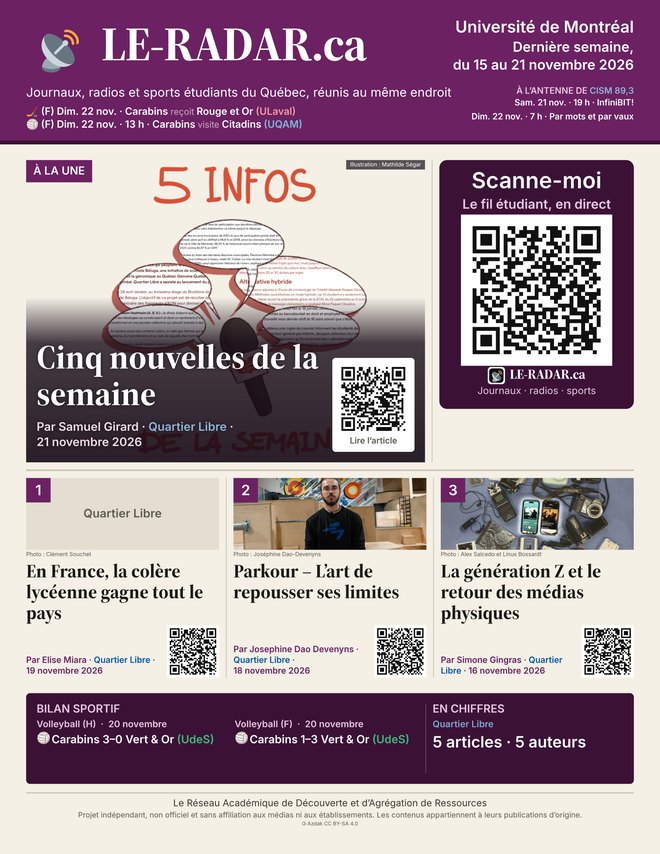 LE-RADAR.ca
Journaux, radios et sports étudiants du Québec, réunis au même endroit
(F) Dim. 22 nov. · Carabins reçoit Rouge et Or (ULaval)
(F) Dim. 22 nov. · 13 h · Carabins visite Citadins (UQAM)
Université de Montréal
Dernière semaine,
du 15 au 21 novembre 2026
À L'ANTENNE DE CISM 89,3
Sam. 21 nov. · 19 h · InfiniBIT!
Dim. 22 nov. · 7 h · Par mots et par vaux
À LA UNE
Illustration : Mathilde Ségar
5 INFOS
Alternative hybride
DE LA SEMAINE
Cinq nouvelles de la
semaine
Par Samuel Girard · Quartier Libre ·
21 novembre 2026
Lire l'article
Scanne-moi
Le fil étudiant, en direct
LE-RADAR.ca
Journaux · radios · sports
1
Quartier Libre
Photo : Clément Souchet
En France, la colère
lycéenne gagne tout le
pays
Par Elise Miara · Quartier Libre ·
19 novembre 2026
2
Photo : Joséphine Dao-Devenyns
Parkour – L'art de
repousser ses limites
Par Josephine Dao Devenyns ·
Quartier Libre ·
18 novembre 2026
3
Photo : Alex Salcedo et Linus Bossardt
La génération Z et le
retour des médias
physiques
Par Simone Gingras · Quartier
Libre · 16 novembre 2026
BILAN SPORTIF
Volleyball (H) · 20 novembre
Carabins 3–0 Vert & Or (UdeS)
Volleyball (F) · 20 novembre
Carabins 1–3 Vert & Or (UdeS)
EN CHIFFRES
Quartier Libre
5 articles · 5 auteurs
Le Réseau Académique de Découverte et d'Agrégation de Ressources
Projet indépendant, non officiel et sans affiliation aux médias ni aux établissements. Les contenus appartiennent à leurs publications d'origine.
Azdak CC BY-SA 4.0